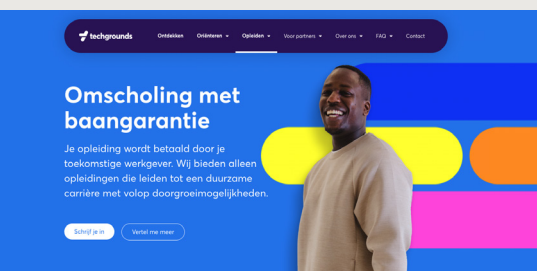 techgrounds Ontdekken Oriënteren Opleiden Voor partners Over ons FAQ Contact
Omscholing met
baangarantie
Je opleiding wordt betaald door je
toekomstige werkgever. Wij bieden alleen
opleidingen die leiden tot een duurzame
carrière met volop doorgroeimogelijkheden.
Schrijf je in Vertel me meer